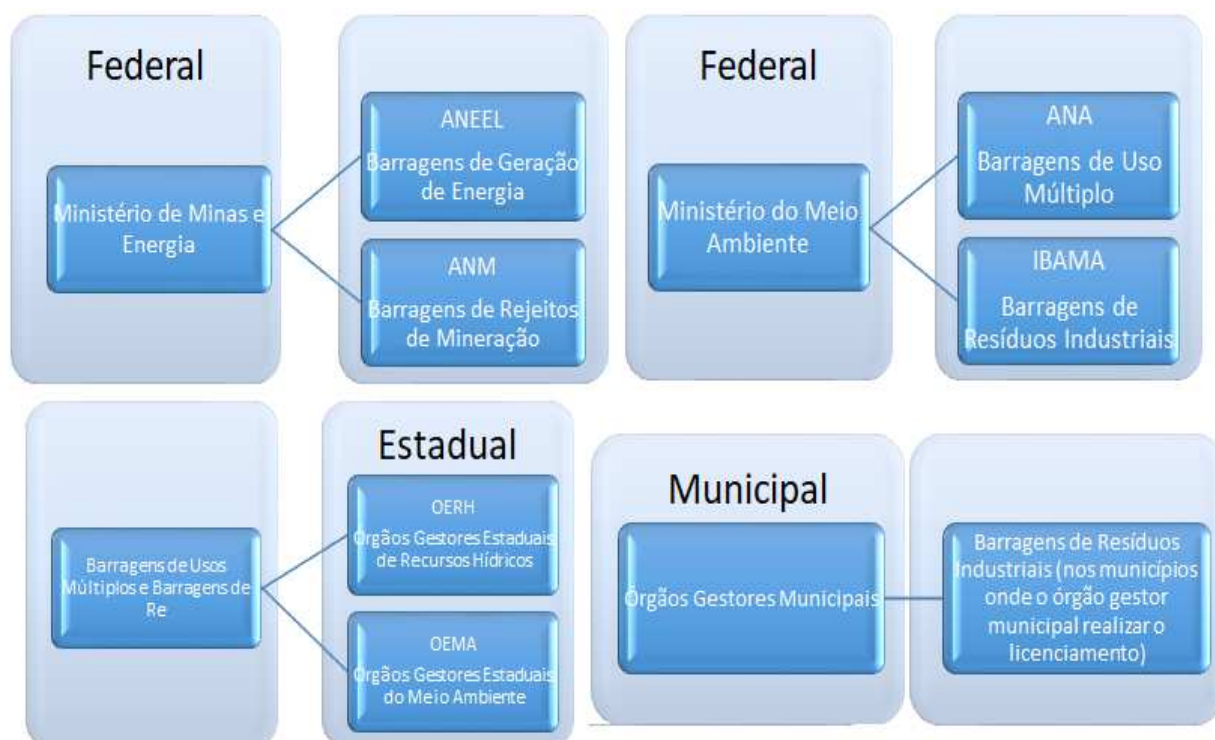 Federal
Ministério de Minas e
Energia
ANEEL
Barragens de Geração
de Energia
ANM
Barragens de Rejeitos
de Mineração
Federal
Ministério do Meio
Ambiente
ANA
Barragens de Uso
Múltiplo
IBAMA
Barragens de
Resíduos Industriais
Barragens de Usos
Múltiplos e Barragens de
Re
Estadual
OERH
Órgãos Gestores Estaduais
de Recursos Hídricos
OEMA
Órgãos Gestores Estaduais
do Meio Ambiente
Municipal
Órgãos Gestores Municipais
Barragens de Resíduos
Industriais (nos municípios
onde o órgão gestor
municipal realizar o
licenciamento)